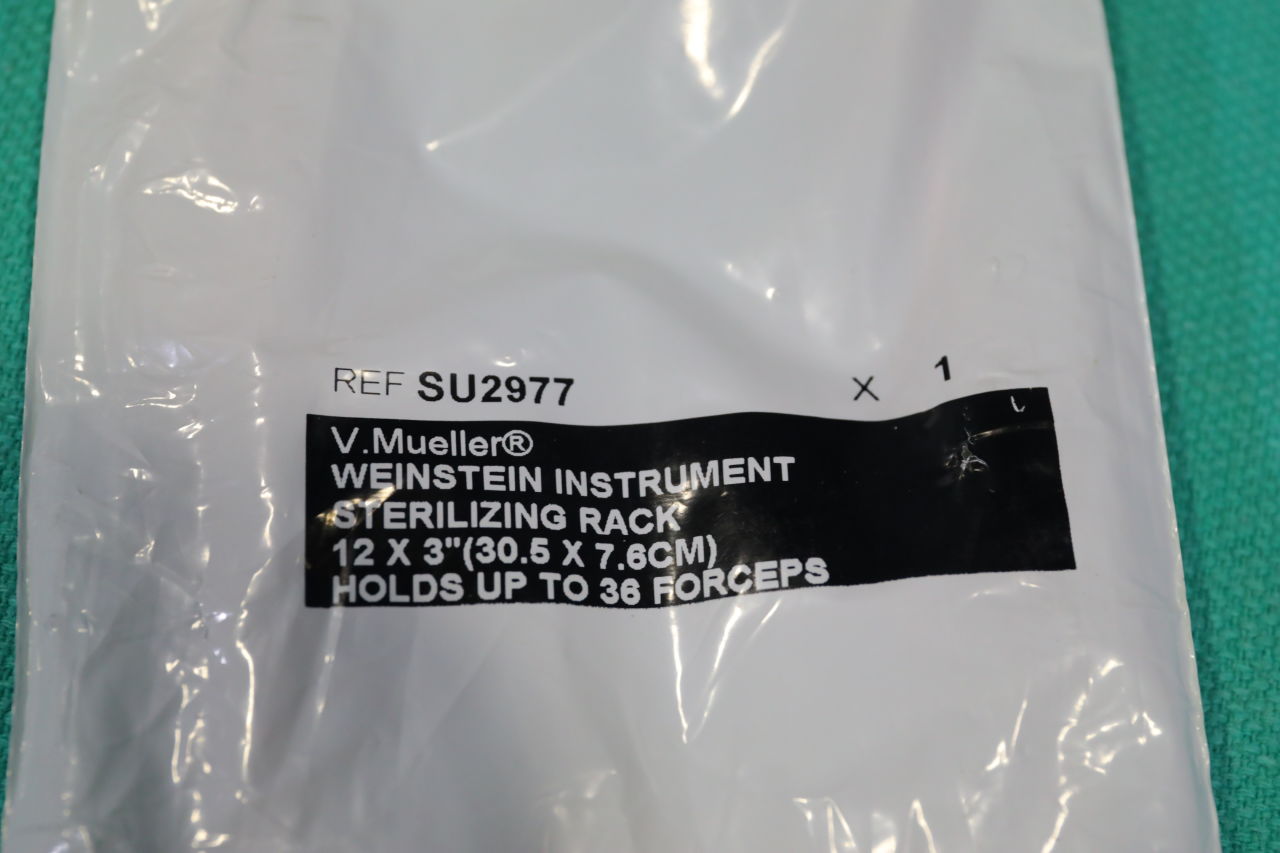 REF SU2977 X 1
V.Mueller®
WEINSTEIN INSTRUMENT
STERILIZING RACK
12 X 3"(30.5 X 7.6CM)
HOLDS UP TO 36 FORCEPS